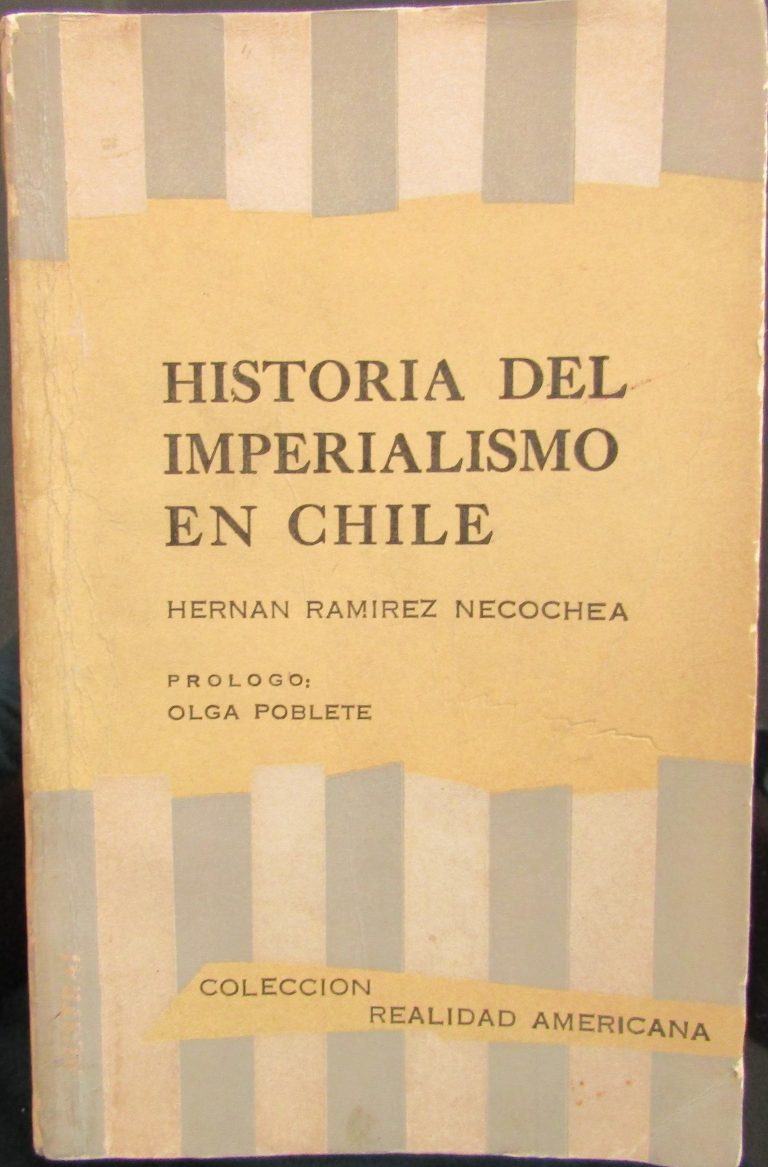 HISTORIA DEL
IMPERIALISMO
EN CHILE
HERNAN RAMIREZ NECOCHEA
PROLOGO:
OLGA POBLETE
COLECCION
REALIDAD AMERICANA